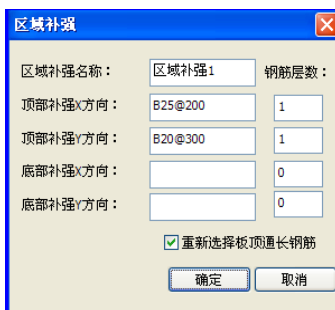 区域补强
区域补强名称： 区域补强1 钢筋层数：
顶部补强X方向： B25@200 1
顶部补强Y方向： B20@300 1
底部补强X方向： 0
底部补强Y方向： 0
重新选择板顶通长钢筋
确定 取消